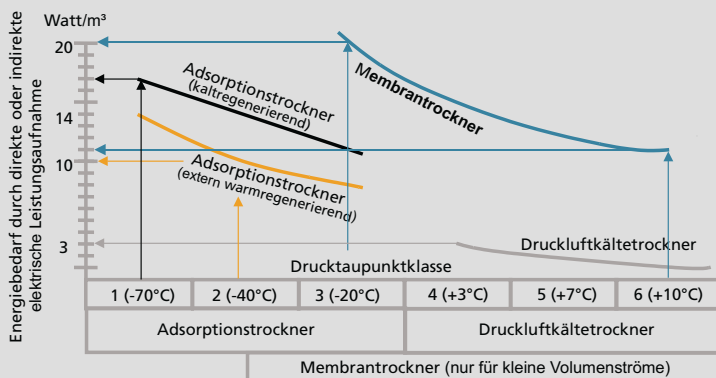 Watt/m³
Energiebedarf durch direkte oder indirekte
elektrische Leistungsaufnahme
20
14
10
3
Adsorptionstrockner
(kaltregenerierend)
Membrantrockner
Adsorptionstrockner
(extern warmregenerierend)
Druckluftkältetrockner
Drucktaupunktklasse
1 (-70°C) 2 (-40°C) 3 (-20°C) 4 (+3°C) 5 (+7°C) 6 (+10°C)
Adsorptionstrockner Druckluftkältetrockner
Membrantrockner (nur für kleine Volumenströme)